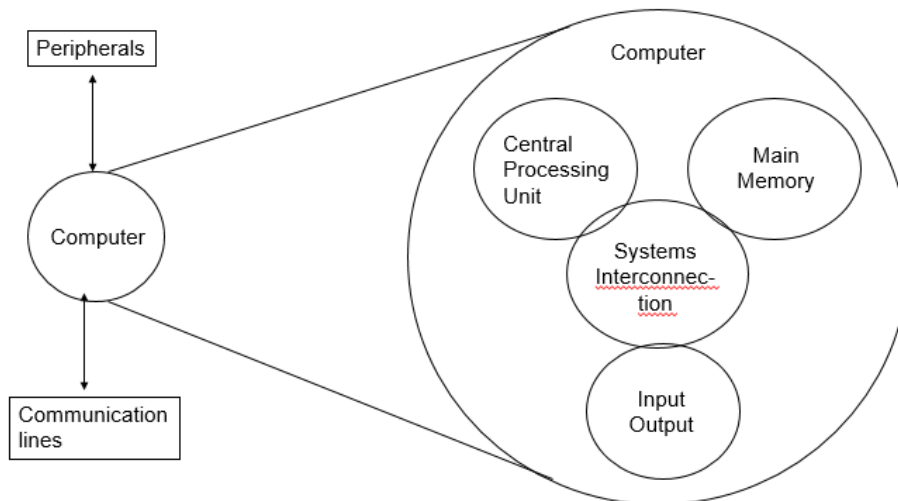 Peripherals
Computer
Communication
lines
Computer
Central
Processing
Unit
Main
Memory
Systems
Interconnec-
tion
Input
Output